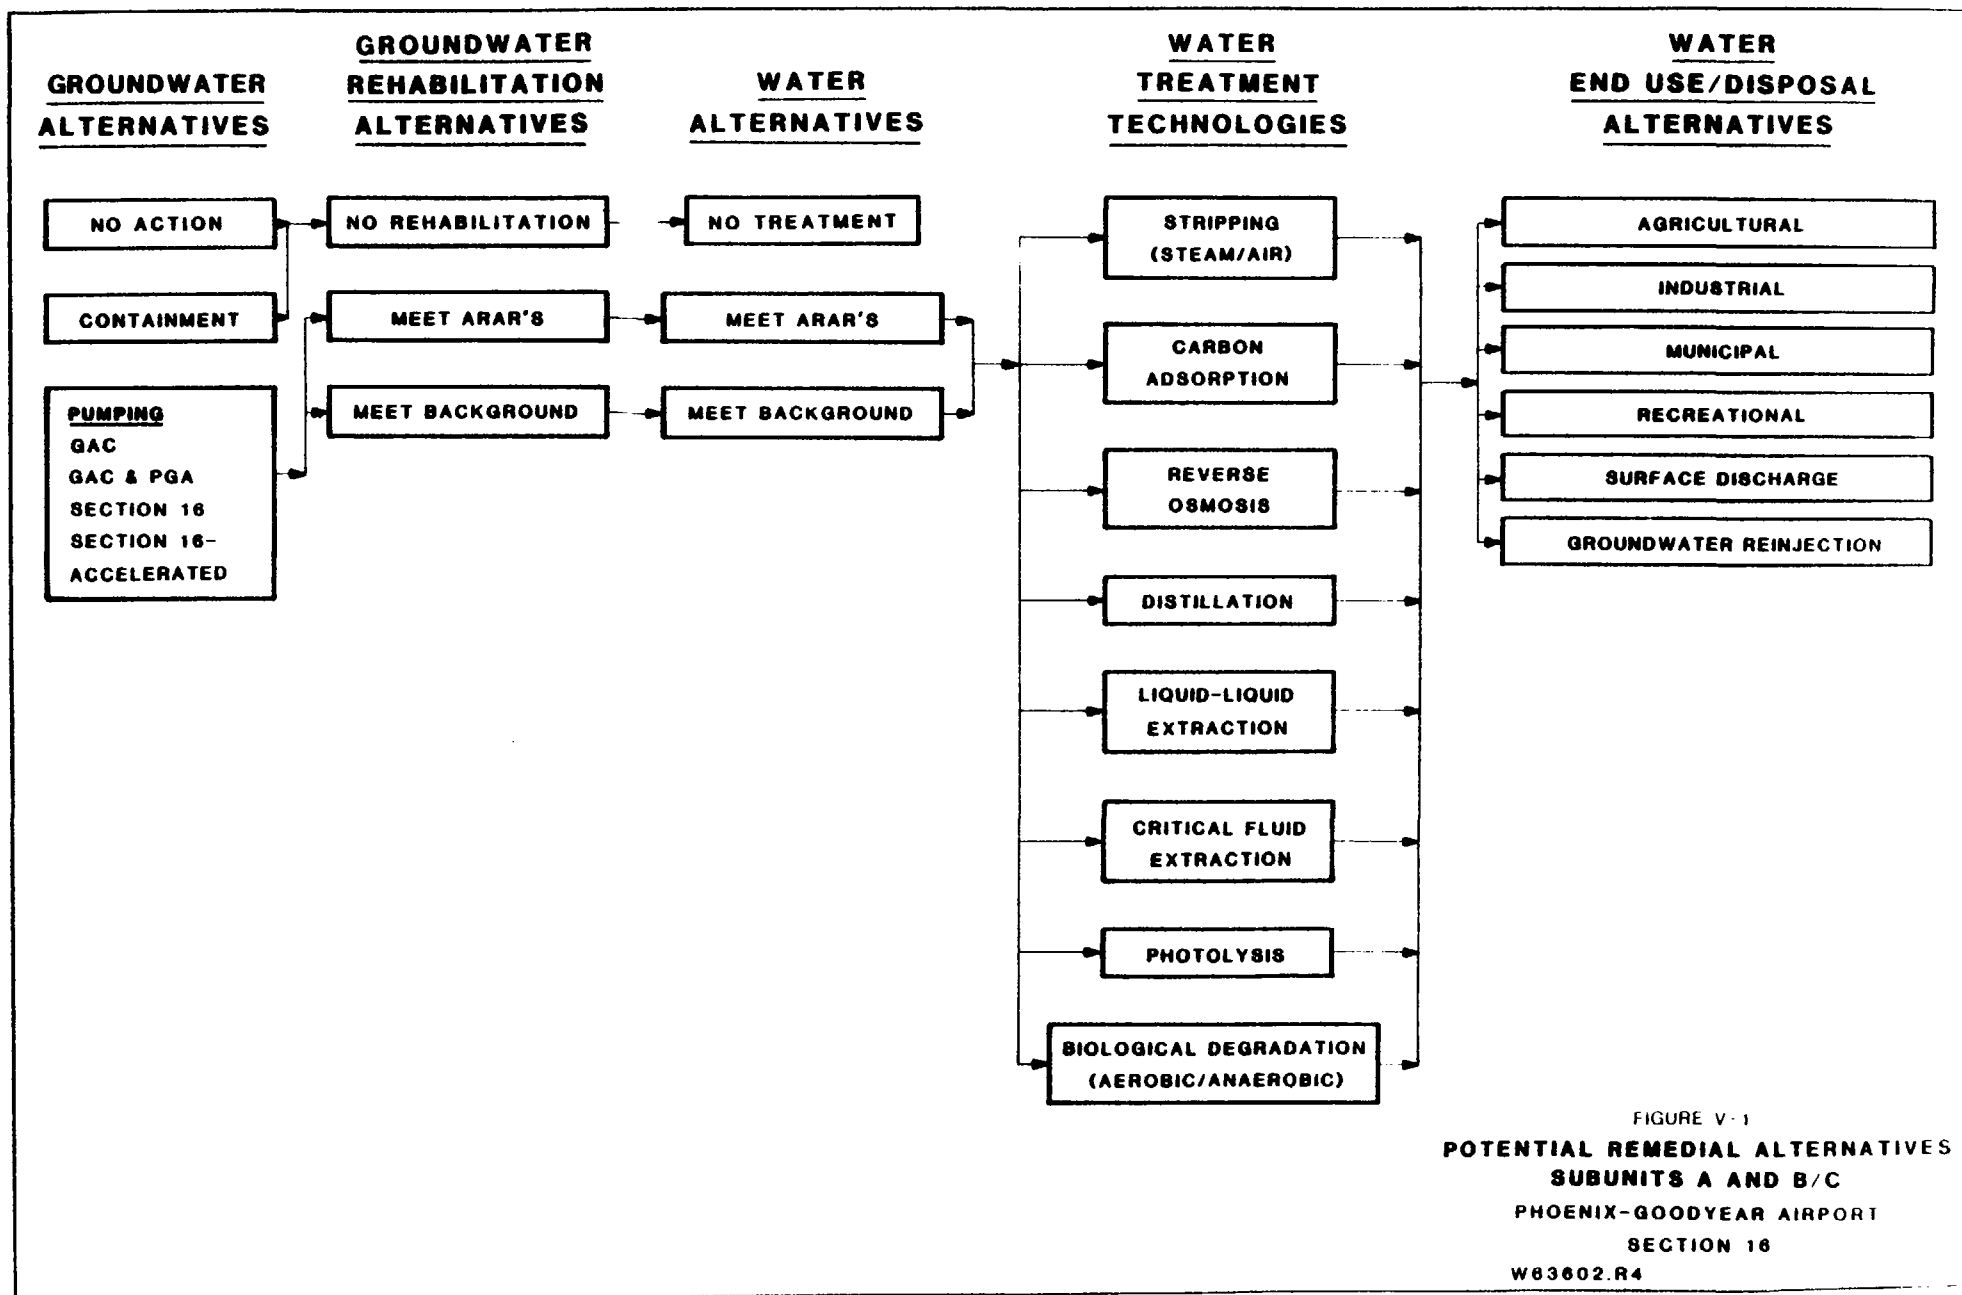 GROUNDWATER
ALTERNATIVES
GROUNDWATER
REHABILITATION
ALTERNATIVES
WATER
ALTERNATIVES
WATER
TREATMENT
TECHNOLOGIES
WATER
END USE/DISPOSAL
ALTERNATIVES
NO ACTION
CONTAINMENT
PUMPING
GAC
GAC & PGA
SECTION 16
SECTION 16-
ACCELERATED
NO REHABILITATION
MEET ARAR'S
MEET BACKGROUND
NO TREATMENT
MEET ARAR'S
MEET BACKGROUND
STRIPPING
(STEAM/AIR)
CARBON
ADSORPTION
REVERSE
OSMOSIS
DISTILLATION
LIQUID-LIQUID
EXTRACTION
CRITICAL FLUID
EXTRACTION
PHOTOLYSIS
BIOLOGICAL DEGRADATION
(AEROBIC/ANAEROBIC)
AGRICULTURAL
INDUSTRIAL
MUNICIPAL
RECREATIONAL
SURFACE DISCHARGE
GROUNDWATER REINJECTION
FIGURE V-1
POTENTIAL REMEDIAL ALTERNATIVES
SUBUNITS A AND B/C
PHOENIX-GOODYEAR AIRPORT
SECTION 16
W63602.R4